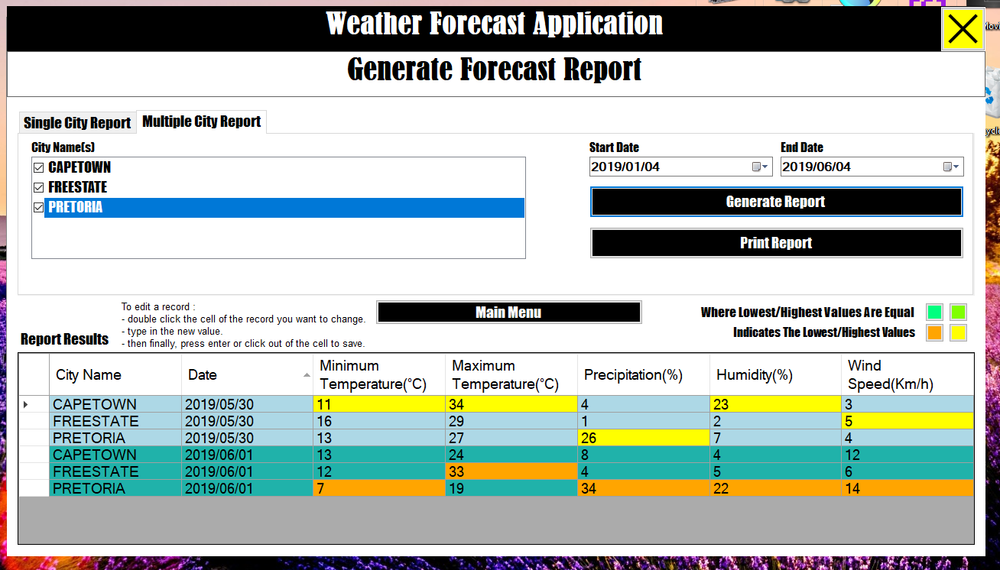 Weather Forecast Application
Generate Forecast Report
Single City Report
Multiple City Report
City Name(s)
CAPETOWN
FREESTATE
PRETORIA
Start Date
End Date
2019/01/04
2019/06/04
Generate Report
Print Report
To edit a record :
- double click the cell of the record you want to change.
- type in the new value.
- then finally, press enter or click out of the cell to save.
Main Menu
Where Lowest/Highest Values Are Equal
Indicates The Lowest/Highest Values
Report Results
City Name Date Minimum Temperature(°C) Maximum Temperature(°C) Precipitation(%) Humidity(%) Wind Speed(Km/h)
CAPETOWN 2019/05/30 11 34 4 23 3
FREESTATE 2019/05/30 16 29 1 2 5
PRETORIA 2019/05/30 13 27 26 7 4
CAPETOWN 2019/06/01 13 24 8 4 12
FREESTATE 2019/06/01 12 33 4 5 6
PRETORIA 2019/06/01 7 19 34 22 14